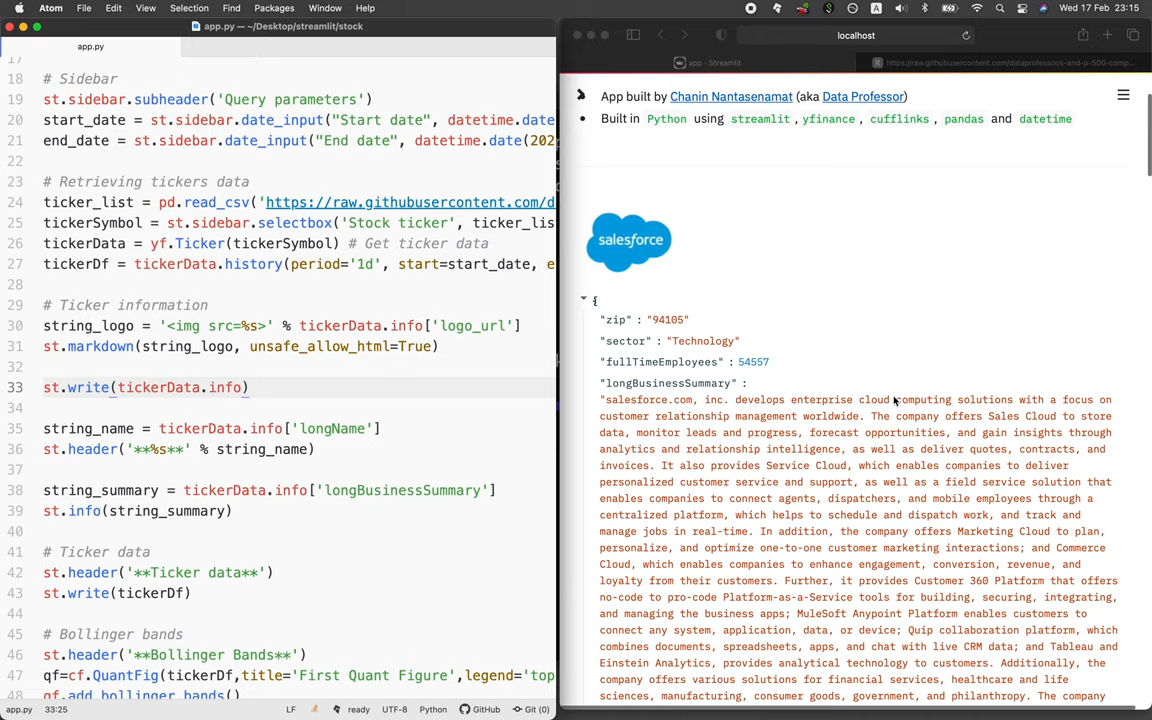 Atom File Edit View Selection Find Packages Window Help
A Wed 17 Feb 23:15
app.py — ~/Desktop/streamlit/stock
app.py
17
18 # Sidebar
19 st.sidebar.subheader('Query parameters')
20 start_date = st.sidebar.date_input("Start date", datetime.date
21 end_date = st.sidebar.date_input("End date", datetime.date(202
22
23 # Retrieving tickers data
24 ticker_list = pd.read_csv('https://raw.githubusercontent.com/d
25 tickerSymbol = st.sidebar.selectbox('Stock ticker', ticker_lis
26 tickerData = yf.Ticker(tickerSymbol) # Get ticker data
27 tickerDf = tickerData.history(period='1d', start=start_date, e
28
29 # Ticker information
30 string_logo = '<img src=%s>' % tickerData.info['logo_url']
31 st.markdown(string_logo, unsafe_allow_html=True)
32
33 st.write(tickerData.info)
34
35 string_name = tickerData.info['longName']
36 st.header('**%s**' % string_name)
37
38 string_summary = tickerData.info['longBusinessSummary']
39 st.info(string_summary)
40
41 # Ticker data
42 st.header('**Ticker data**')
43 st.write(tickerDf)
44
45 # Bollinger bands
46 st.header('**Bollinger Bands**')
47 qf=cf.QuantFig(tickerDf,title='First Quant Figure',legend='top
48 qf.add_bollinger_bands()
app.py 33:25 LF ready UTF-8 Python GitHub Git (0)
localhost
app · Streamlit
https://raw.githubusercontent.com/dataprofessor/s-and-p-500-comp...
App built by Chanin Nantasenamat (aka Data Professor)
Built in Python using streamlit , yfinance , cufflinks , pandas and datetime
salesforce
{
"zip" : "94105"
"sector" : "Technology"
"fullTimeEmployees" : 54557
"longBusinessSummary" :
"salesforce.com, inc. develops enterprise cloud computing solutions with a focus on
customer relationship management worldwide. The company offers Sales Cloud to store
data, monitor leads and progress, forecast opportunities, and gain insights through
analytics and relationship intelligence, as well as deliver quotes, contracts, and
invoices. It also provides Service Cloud, which enables companies to deliver
personalized customer service and support, as well as a field service solution that
enables companies to connect agents, dispatchers, and mobile employees through a
centralized platform, which helps to schedule and dispatch work, and track and
manage jobs in real-time. In addition, the company offers Marketing Cloud to plan,
personalize, and optimize one-to-one customer marketing interactions; and Commerce
Cloud, which enables companies to enhance engagement, conversion, revenue, and
loyalty from their customers. Further, it provides Customer 360 Platform that offers
no-code to pro-code Platform-as-a-Service tools for building, securing, integrating,
and managing the business apps; MuleSoft Anypoint Platform enables customers to
connect any system, application, data, or device; Quip collaboration platform, which
combines documents, spreadsheets, apps, and chat with live CRM data; and Tableau and
Einstein Analytics, provides analytical technology to customers. Additionally, the
company offers various solutions for financial services, healthcare and life
sciences, manufacturing, consumer goods, government, and philanthropy. The company